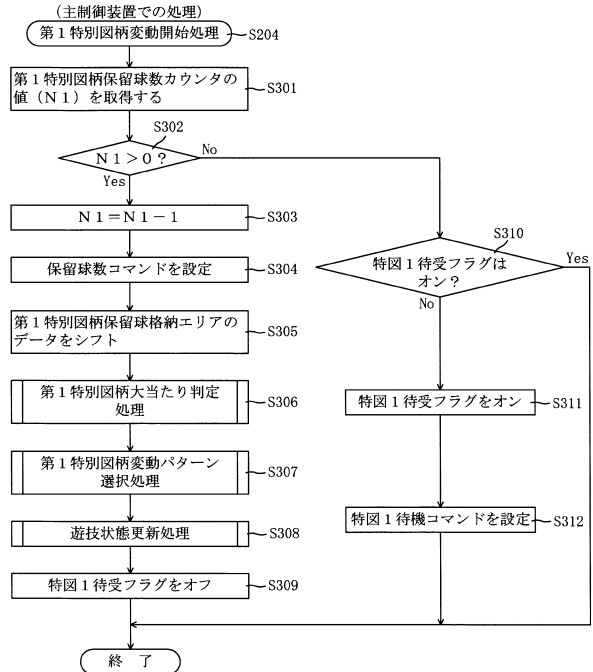 (主制御装置での処理)
第１特別図柄変動開始処理
S204
第１特別図柄保留球数カウンタの
値（Ｎ１）を取得する
S301
S302
Ｎ１＞０？
No
Yes
Ｎ１＝Ｎ１－１
S303
保留球数コマンドを設定
S304
第１特別図柄保留球格納エリアの
データをシフト
S305
第１特別図柄大当たり判定
処理
S306
第１特別図柄変動パターン
選択処理
S307
遊技状態更新処理
S308
特図１待受フラグをオフ
S309
S310
特図１待受フラグは
オン？
Yes
No
特図１待受フラグをオン
S311
特図１待機コマンドを設定
S312
終 了